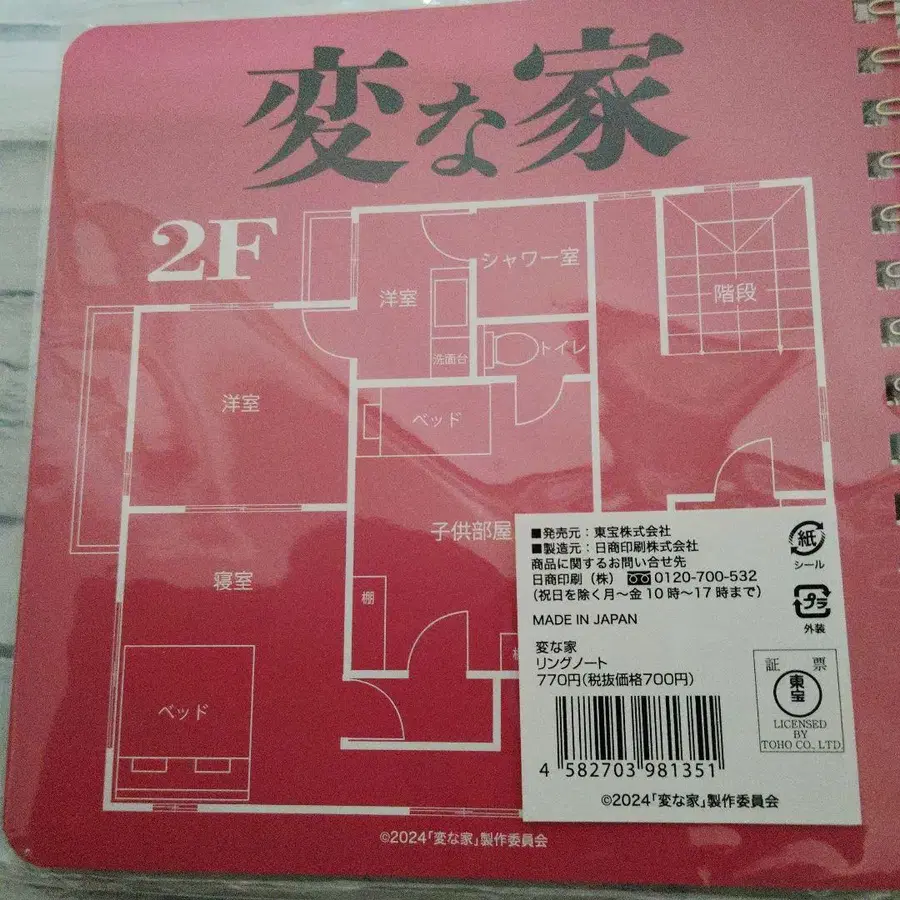 変な家
2F
シャワー室
洋室
階段
洗面台
トイレ
洋室
ベッド
子供部屋
寝室
棚
ベッド
©2024「変な家」製作委員会
■発売元：東宝株式会社
■製造元：日商印刷株式会社
商品に関するお問い合せ先
日商印刷（株） 0120-700-532
（祝日を除く月〜金10時〜17時まで）
MADE IN JAPAN
変な家
リングノート
770円(税抜価格700円)
4 582703 981351
©2024「変な家」製作委員会
紙
シール
プラ
外装
証 票
東宝
LICENSED
BY
TOHO CO., LTD.